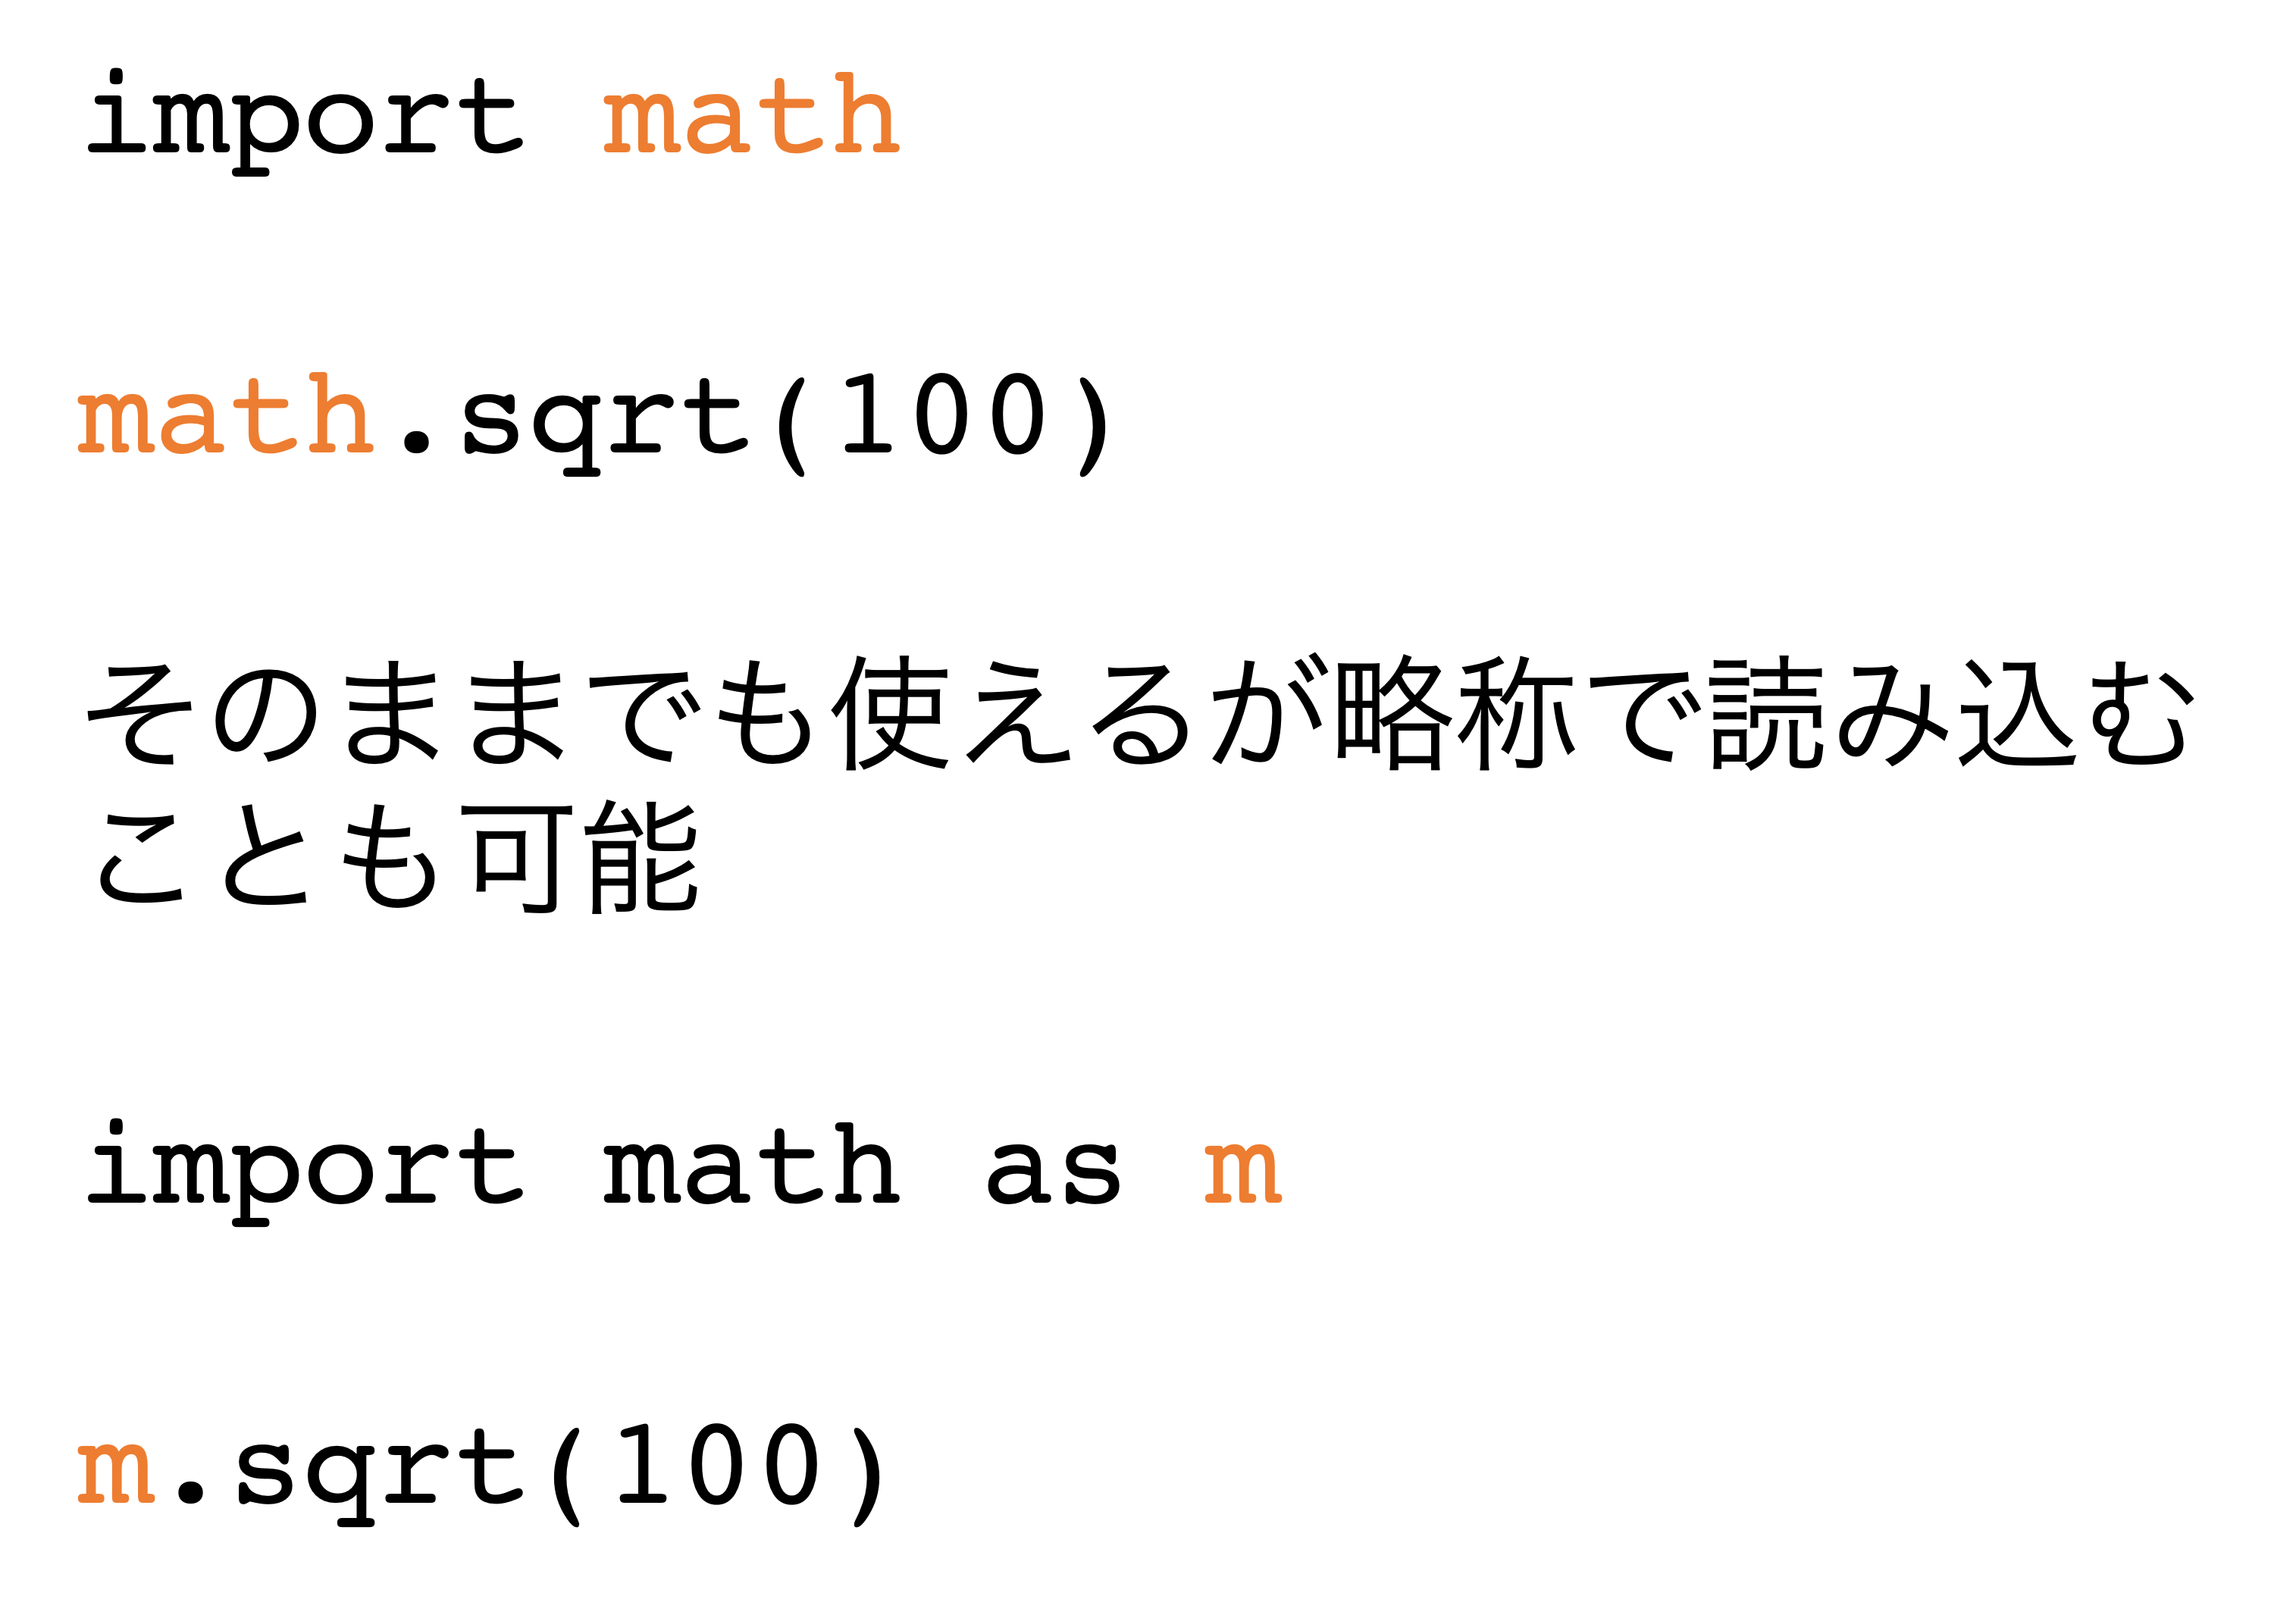 import math
math.sqrt(100)
そのままでも使えるが略称で読み込む
ことも可能
import math as m
m.sqrt(100)